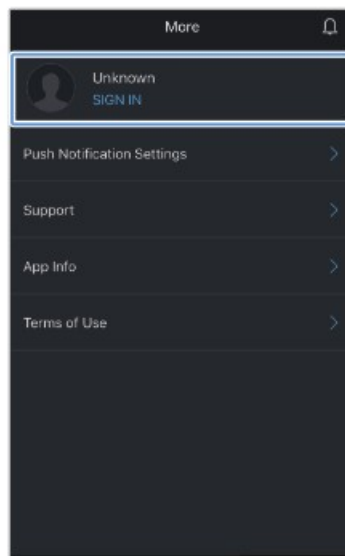 More
Unknown
SIGN IN
Push Notification Settings
Support
App Info
Terms of Use